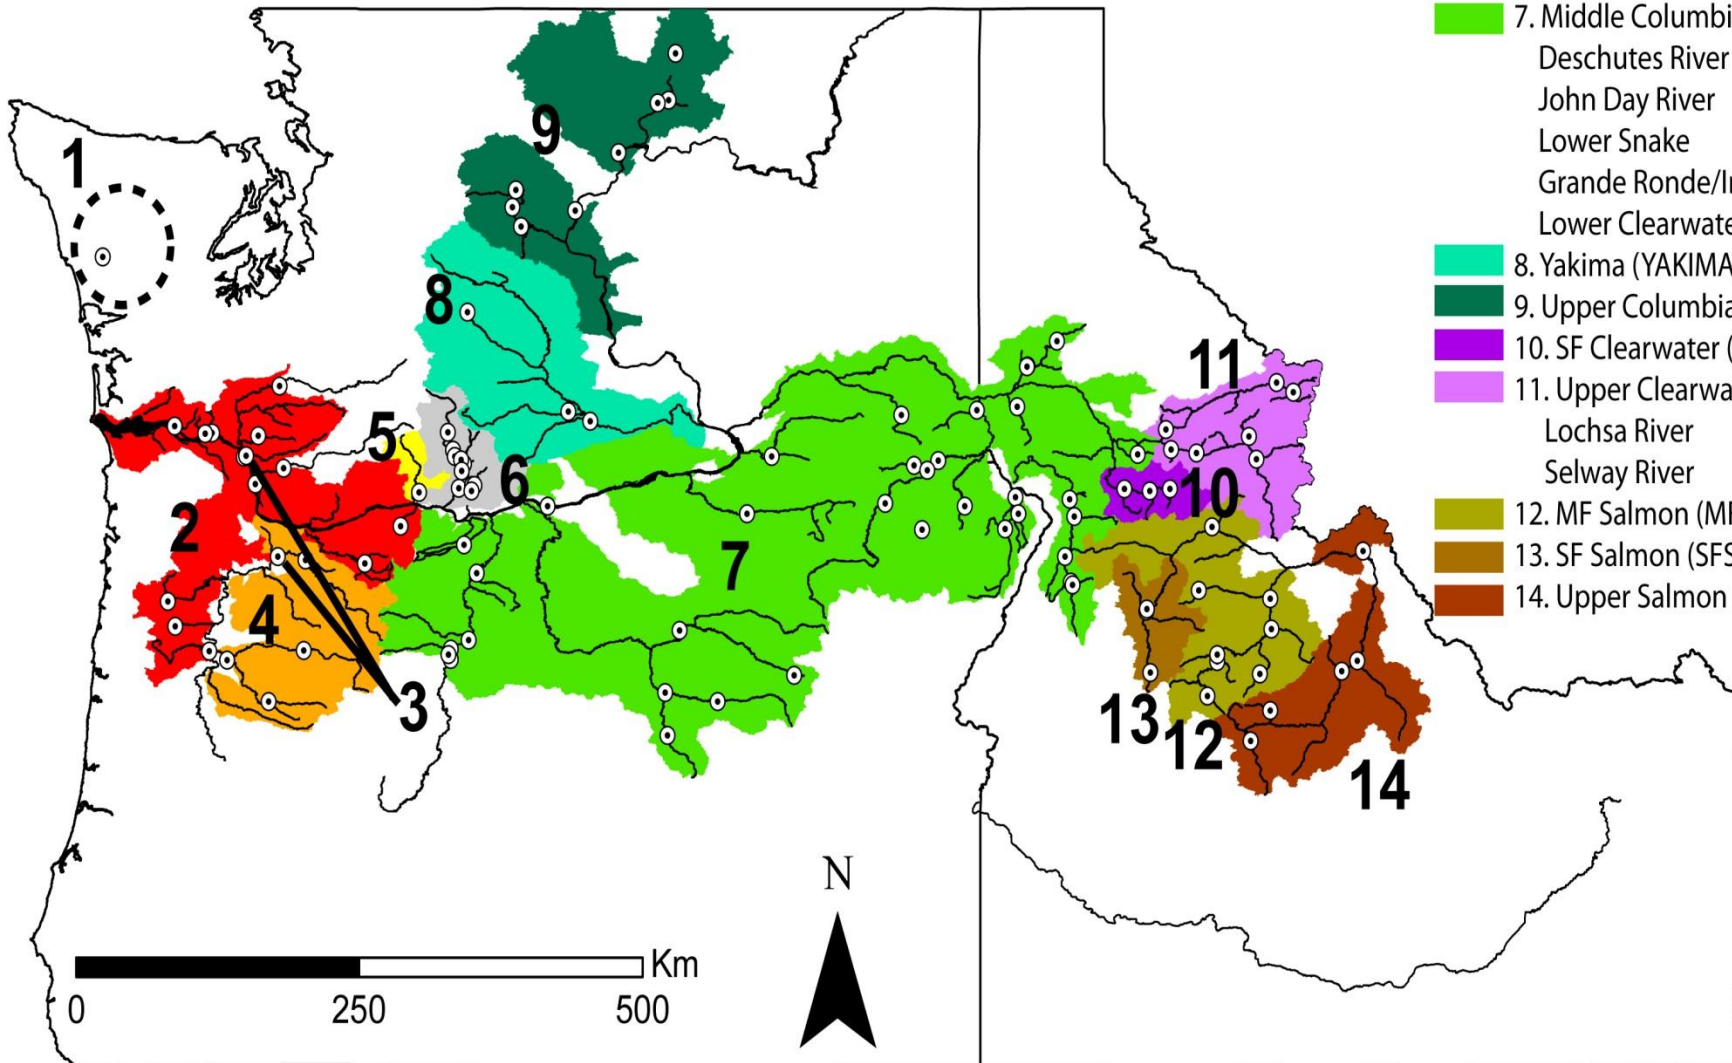 7. Middle Columbi
Deschutes River
John Day River
Lower Snake
Grande Ronde/I
Lower Clearwate
8. Yakima (YAKIMA
9. Upper Columbia
10. SF Clearwater (
11. Upper Clearwa
Lochsa River
Selway River
12. MF Salmon (MF
13. SF Salmon (SFS
14. Upper Salmon
1
9
8
5
6
11
10
2
7
4
3
13
12
14
N
Km
0 250 500